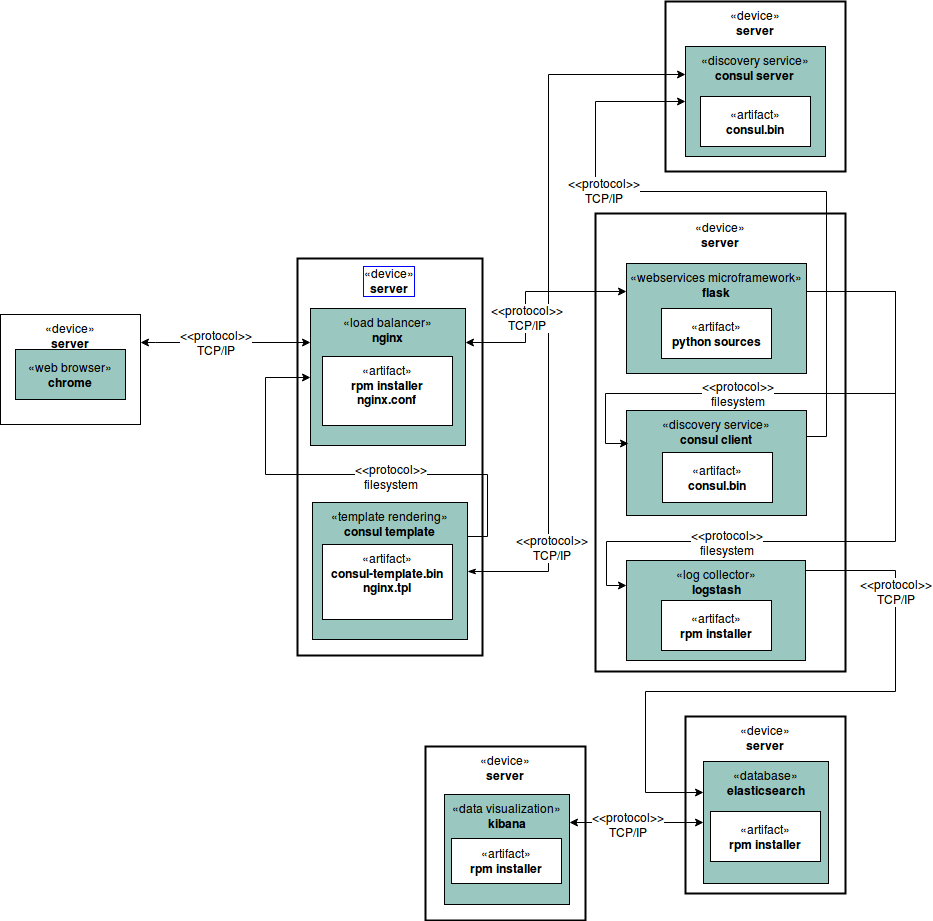 «device»
server
«discovery service»
consul server
«artifact»
consul.bin
<<protocol>>
TCP/IP
«device»
server
«webservices microframework»
flask
«artifact»
python sources
<<protocol>>
filesystem
«discovery service»
consul client
«artifact»
consul.bin
<<protocol>>
filesystem
«log collector»
logstash
«artifact»
rpm installer
<<protocol>>
TCP/IP
«device»
server
«load balancer»
nginx
«artifact»
rpm installer
nginx.conf
<<protocol>>
filesystem
«template rendering»
consul template
«artifact»
consul-template.bin
nginx.tpl
<<protocol>>
TCP/IP
<<protocol>>
TCP/IP
«device»
server
«web browser»
chrome
<<protocol>>
TCP/IP
«device»
server
«data visualization»
kibana
«artifact»
rpm installer
<<protocol>>
TCP/IP
«device»
server
«database»
elasticsearch
«artifact»
rpm installer